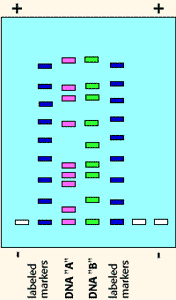 + +
- -
labeled
markers
DNA "A"
DNA "B"
labeled
markers